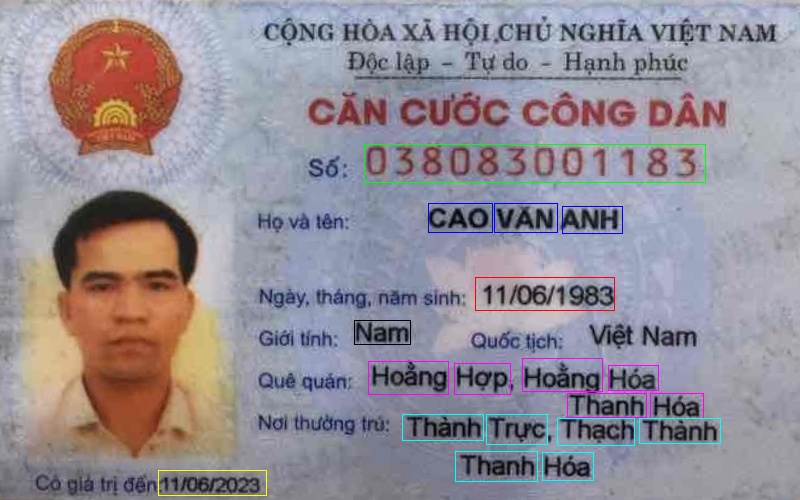 CỘNG HÒA XÃ HỘI CHỦ NGHĨA VIỆT NAM
Độc lập - Tự do - Hạnh phúc
CĂN CƯỚC CÔNG DÂN
Số: 038083001183
Họ và tên: CAO VĂN ANH
Ngày, tháng, năm sinh: 11/06/1983
Giới tính: Nam Quốc tịch: Việt Nam
Quê quán: Hoằng Hợp, Hoằng Hóa
Thanh Hóa
Nơi thường trú: Thành Trực, Thạch Thành
Thanh Hóa
Có giá trị đến 11/06/2023